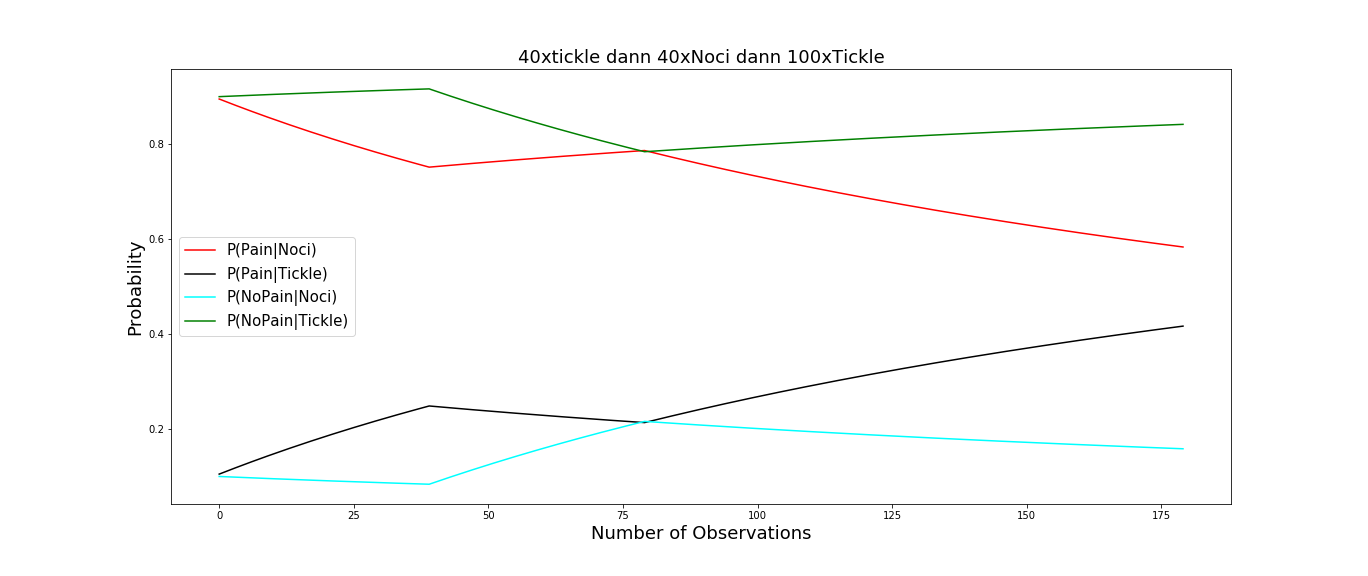 40xtickle dann 40xNoci dann 100xTickle
Probability
0.8
0.6
0.4
0.2
P(Pain|Noci)
P(Pain|Tickle)
P(NoPain|Noci)
P(NoPain|Tickle)
0 25 50 75 100 125 150 175
Number of Observations